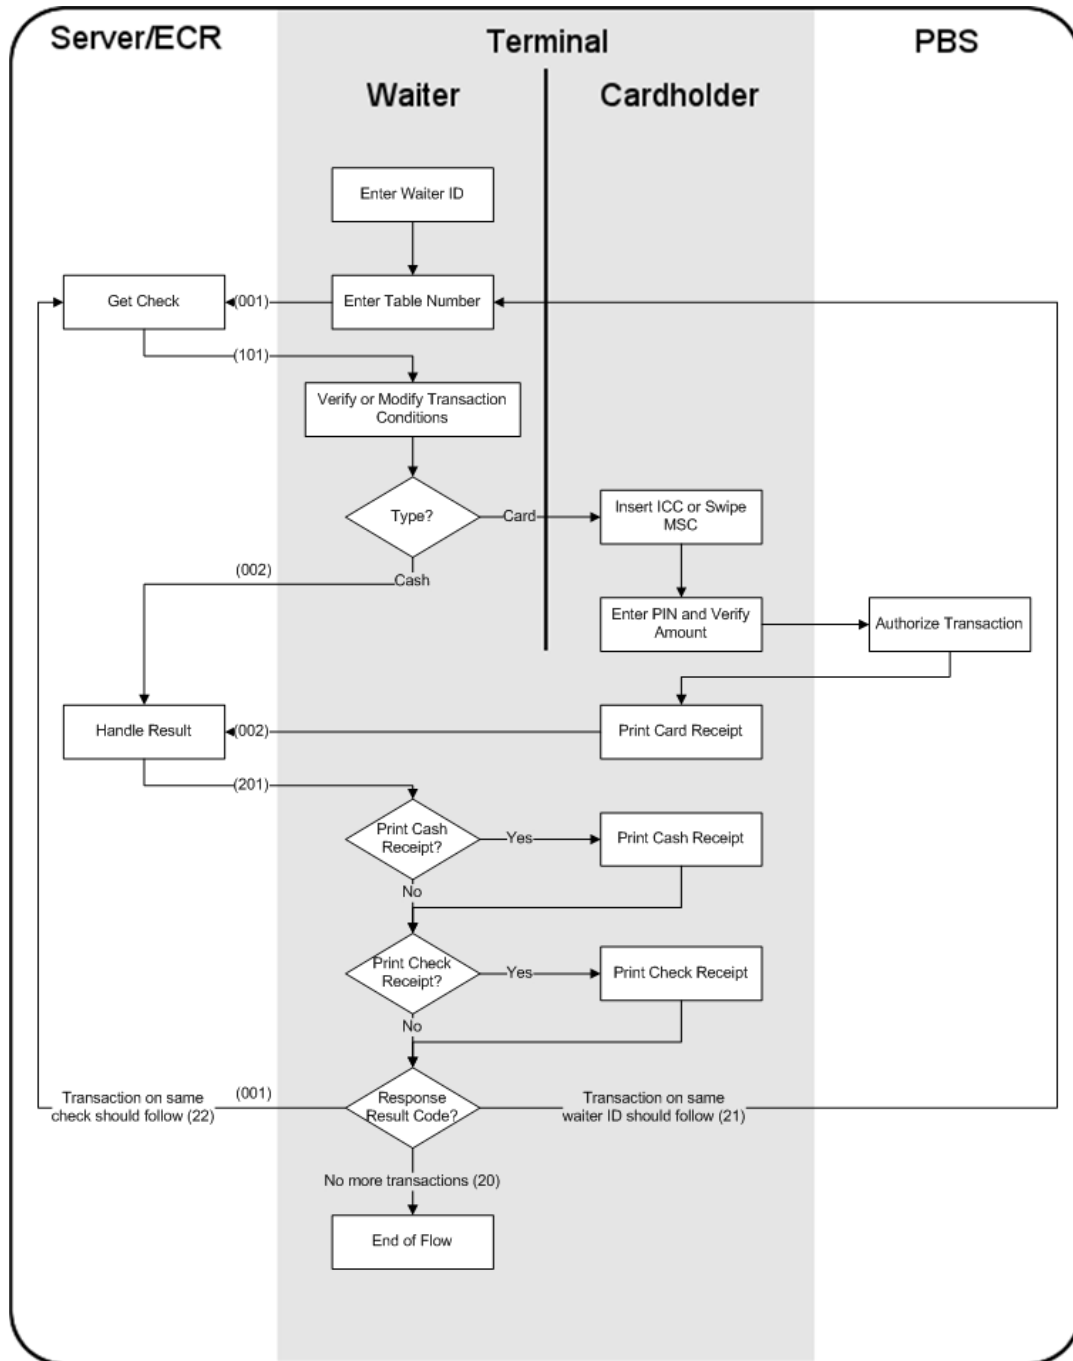 Server/ECR
Terminal
PBS
Waiter
Cardholder
Enter Waiter ID
Get Check
(001)
Enter Table Number
(101)
Verify or Modify Transaction
Conditions
Type?
Card
Insert ICC or Swipe
MSC
(002)
Cash
Enter PIN and Verify
Amount
Authorize Transaction
Handle Result
(002)
Print Card Receipt
(201)
Print Cash
Receipt?
Yes
Print Cash Receipt
No
Print Check
Receipt?
Yes
Print Check Receipt
No
Transaction on same
check should follow (22)
(001)
Response
Result Code?
Transaction on same
waiter ID should follow (21)
No more transactions (20)
End of Flow